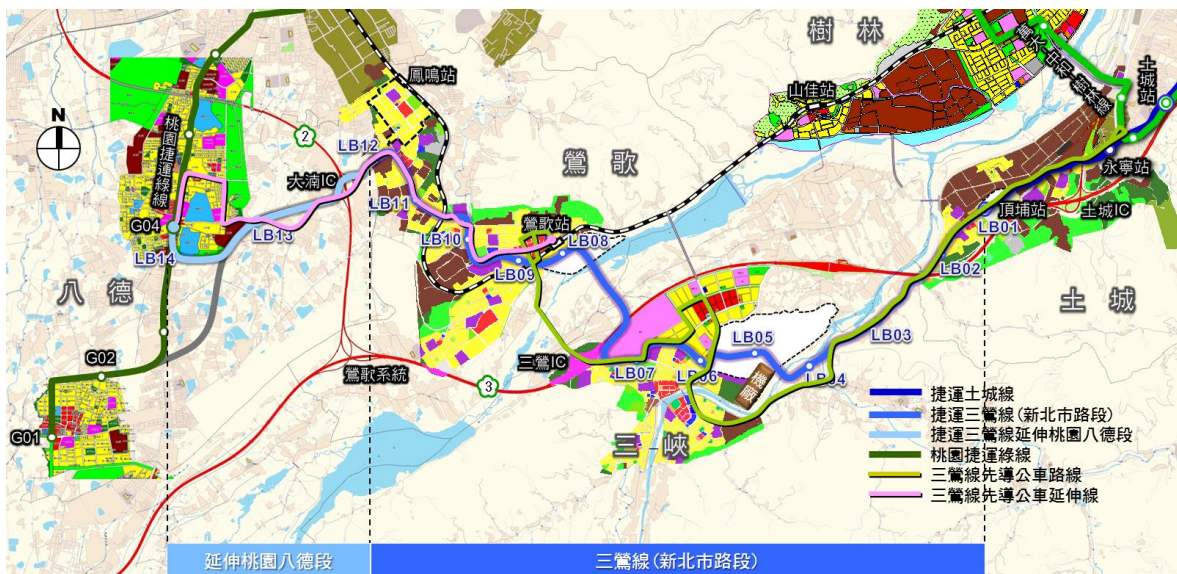 樹林
鳳鳴站
山佳站
萬大-中和-樹林線
土城站
N
桃園捷運綠線
2
LB12
大湳IC
鶯歌
永寧站
LB11
頂埔站
土城IC
G04
LB13
LB10
鶯歌站
LB08
LB01
LB14
LB09
LB02
八德
土城
LB03
LB05
G02
三鶯IC
LB07
LB06
LB04
鶯歌系統
3
機廠
G01
三峽
捷運土城線
捷運三鶯線(新北市路段)
捷運三鶯線延伸桃園八德段
桃園捷運綠線
三鶯線先導公車路線
三鶯線先導公車延伸線
延伸桃園八德段
三鶯線(新北市路段)